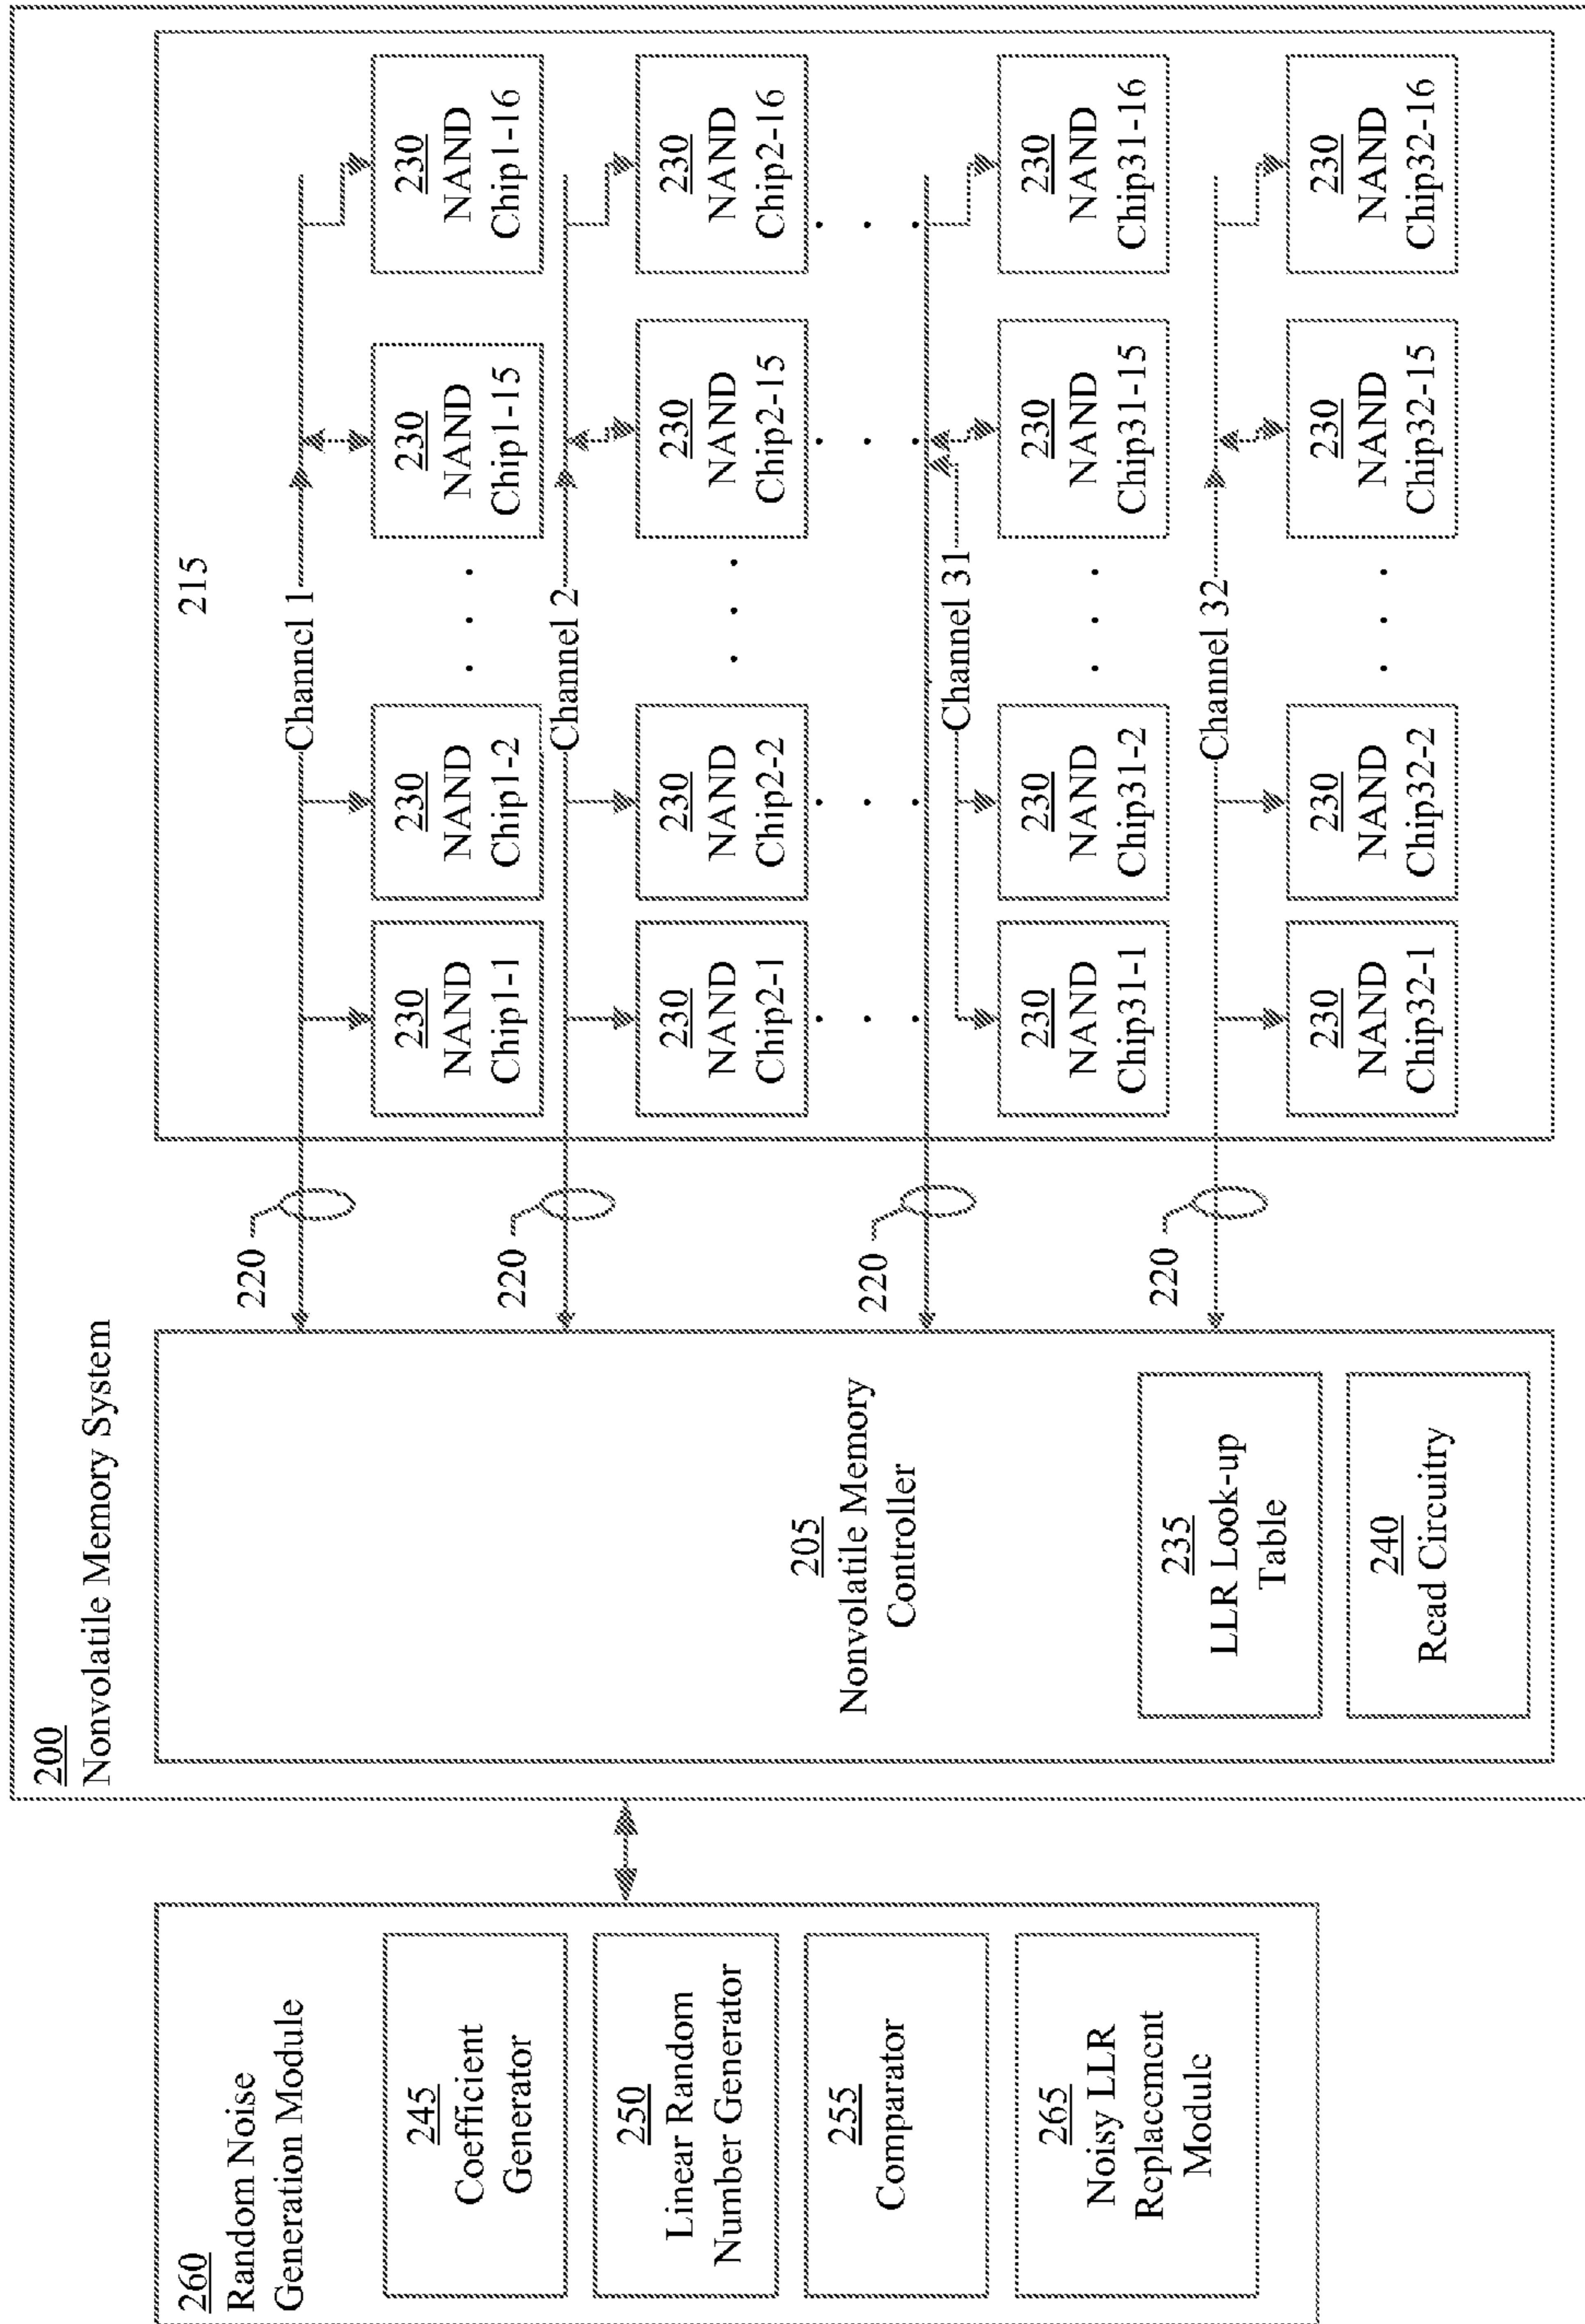 260
Random Noise
Generation Module
245
Coefficient
Generator
250
Linear Random
Number Generator
255
Comparator
265
Noisy LLR
Replacement
Module
200
Nonvolatile Memory System
205
Nonvolatile Memory
Controller
235
LLR Look-up
Table
240
Read Circuitry
220
220
220
220
215
Channel 1
230
NAND
Chip1-1
230
NAND
Chip1-2
. . .
230
NAND
Chip1-15
230
NAND
Chip1-16
Channel 2
230
NAND
Chip2-1
230
NAND
Chip2-2
. . .
230
NAND
Chip2-15
230
NAND
Chip2-16
. . .
. . .
. . .
. . .
Channel 31
230
NAND
Chip31-1
230
NAND
Chip31-2
. . .
230
NAND
Chip31-15
230
NAND
Chip31-16
Channel 32
230
NAND
Chip32-1
230
NAND
Chip32-2
. . .
230
NAND
Chip32-15
230
NAND
Chip32-16